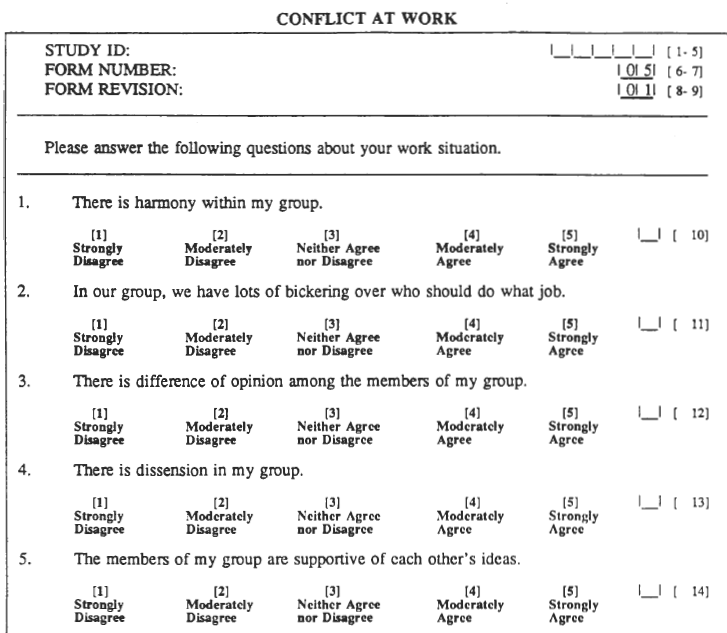 CONFLICT AT WORK
STUDY ID: |_|_|_|_|_| [ 1- 5]
FORM NUMBER: | 0| 5| [ 6- 7]
FORM REVISION: | 0| 1| [ 8- 9]
Please answer the following questions about your work situation.
1. There is harmony within my group.
[1] [2] [3] [4] [5] |__| [ 10]
Strongly Moderately Neither Agree Moderately Strongly
Disagree Disagree nor Disagree Agree Agree
2. In our group, we have lots of bickering over who should do what job.
[1] [2] [3] [4] [5] |__| [ 11]
Strongly Moderately Neither Agree Moderately Strongly
Disagree Disagree nor Disagree Agree Agree
3. There is difference of opinion among the members of my group.
[1] [2] [3] [4] [5] |__| [ 12]
Strongly Moderately Neither Agree Moderately Strongly
Disagree Disagree nor Disagree Agree Agree
4. There is dissension in my group.
[1] [2] [3] [4] [5] |__| [ 13]
Strongly Moderately Neither Agree Moderately Strongly
Disagree Disagree nor Disagree Agree Agree
5. The members of my group are supportive of each other's ideas.
[1] [2] [3] [4] [5] |__| [ 14]
Strongly Moderately Neither Agree Moderately Strongly
Disagree Disagree nor Disagree Agree Agree